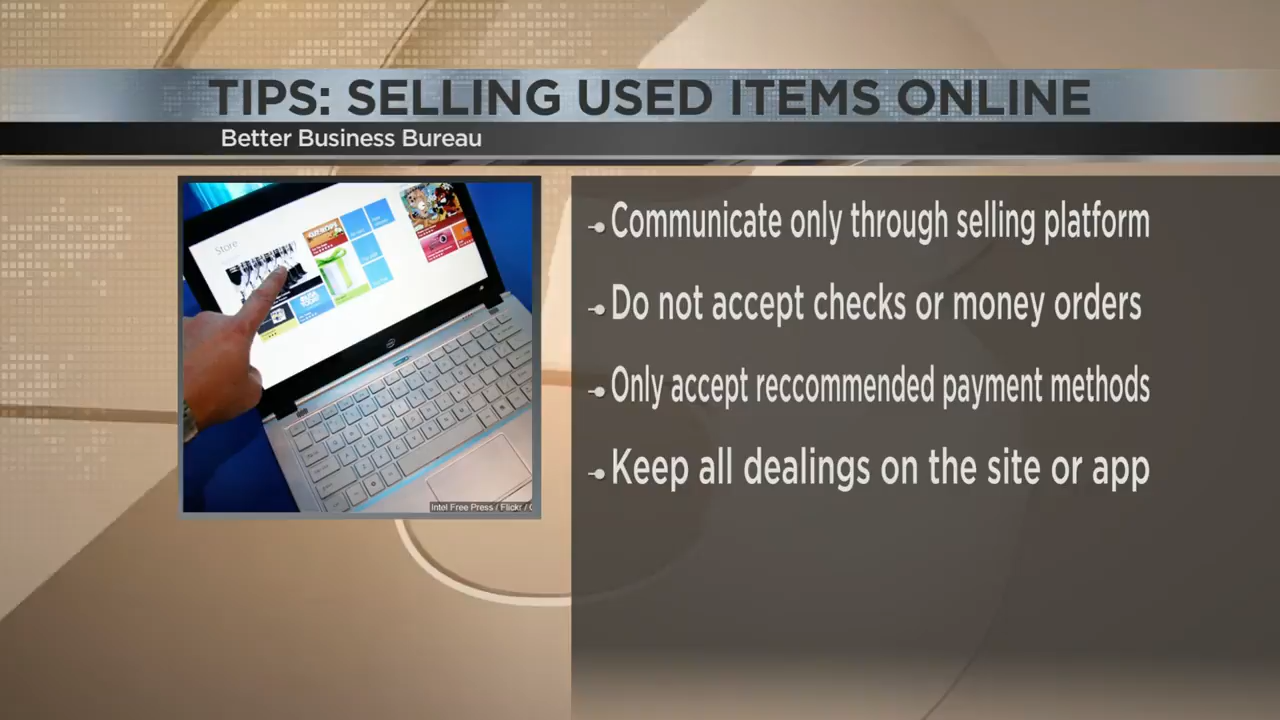 TIPS: SELLING USED ITEMS ONLINE
Better Business Bureau
Store
Communicate only through selling platform
Do not accept checks or money orders
Only accept reccommended payment methods
Keep all dealings on the site or app
Intel Free Press / Flickr /